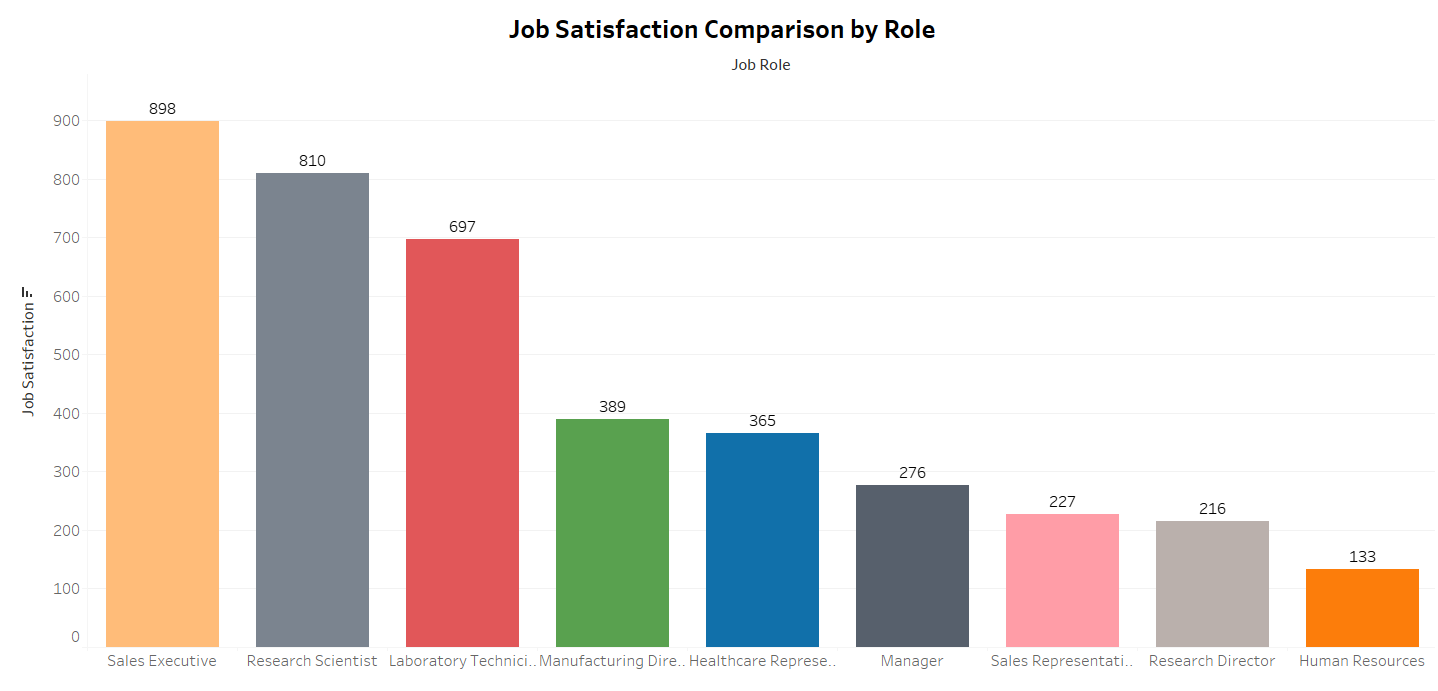 Job Satisfaction Comparison by Role
Job Role
Job Satisfaction
900
800
700
600
500
400
300
200
100
0
898
810
697
389
365
276
227
216
133
Sales Executive
Research Scientist
Laboratory Technici..
Manufacturing Dire..
Healthcare Represe..
Manager
Sales Representati..
Research Director
Human Resources